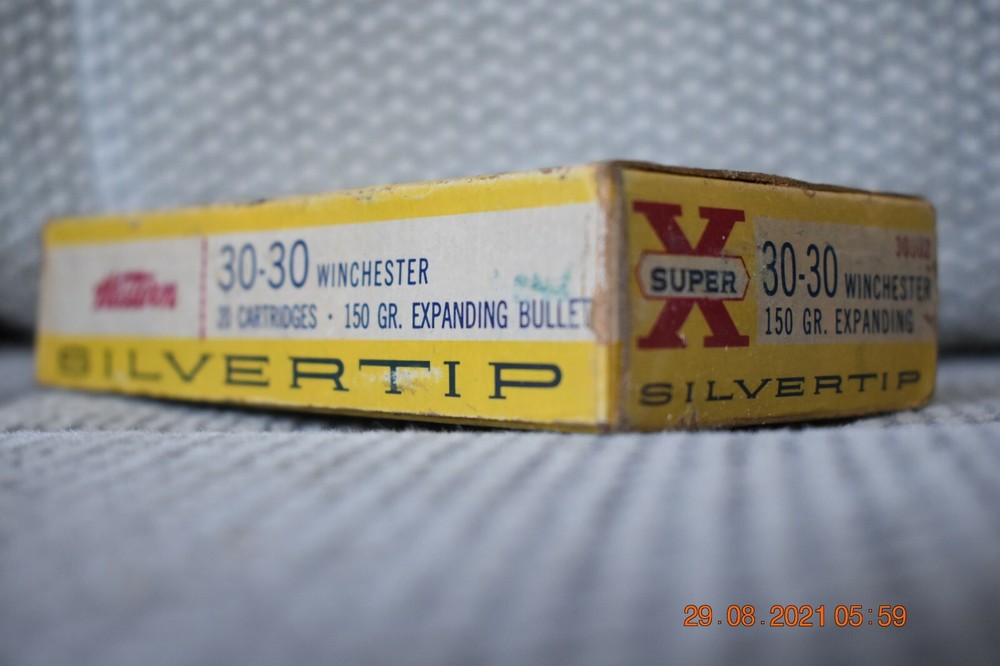 Western
30-30 WINCHESTER
20 CARTRIDGES · 150 GR. EXPANDING BULLET
SILVERTIP
SUPER X
30-30 WINCHESTER
150 GR. EXPANDING
SILVERTIP
29.08.2021 05:59